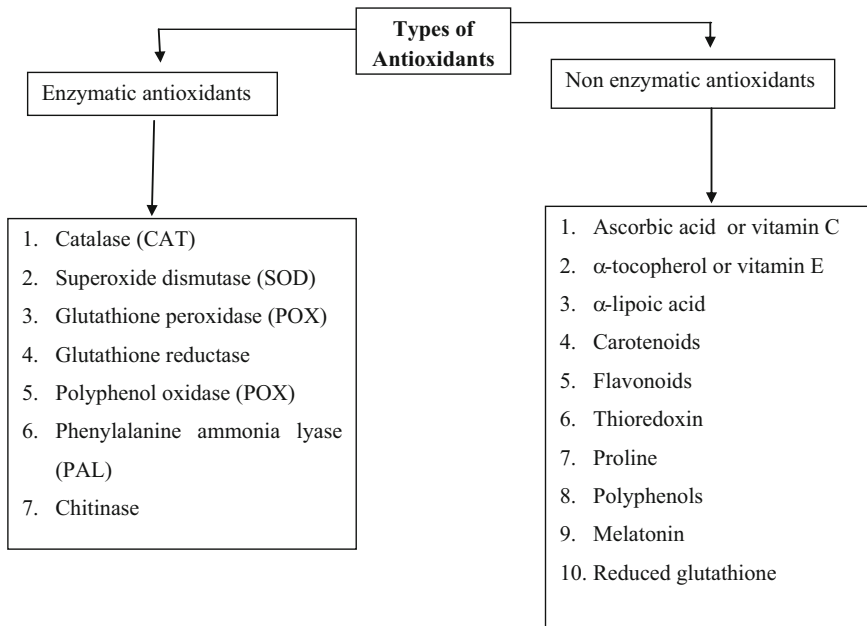 Types of
Antioxidants
Enzymatic antioxidants
Non enzymatic antioxidants
1. Catalase (CAT)
2. Superoxide dismutase (SOD)
3. Glutathione peroxidase (POX)
4. Glutathione reductase
5. Polyphenol oxidase (POX)
6. Phenylalanine ammonia lyase
(PAL)
7. Chitinase
1. Ascorbic acid or vitamin C
2. α-tocopherol or vitamin E
3. α-lipoic acid
4. Carotenoids
5. Flavonoids
6. Thioredoxin
7. Proline
8. Polyphenols
9. Melatonin
10. Reduced glutathione